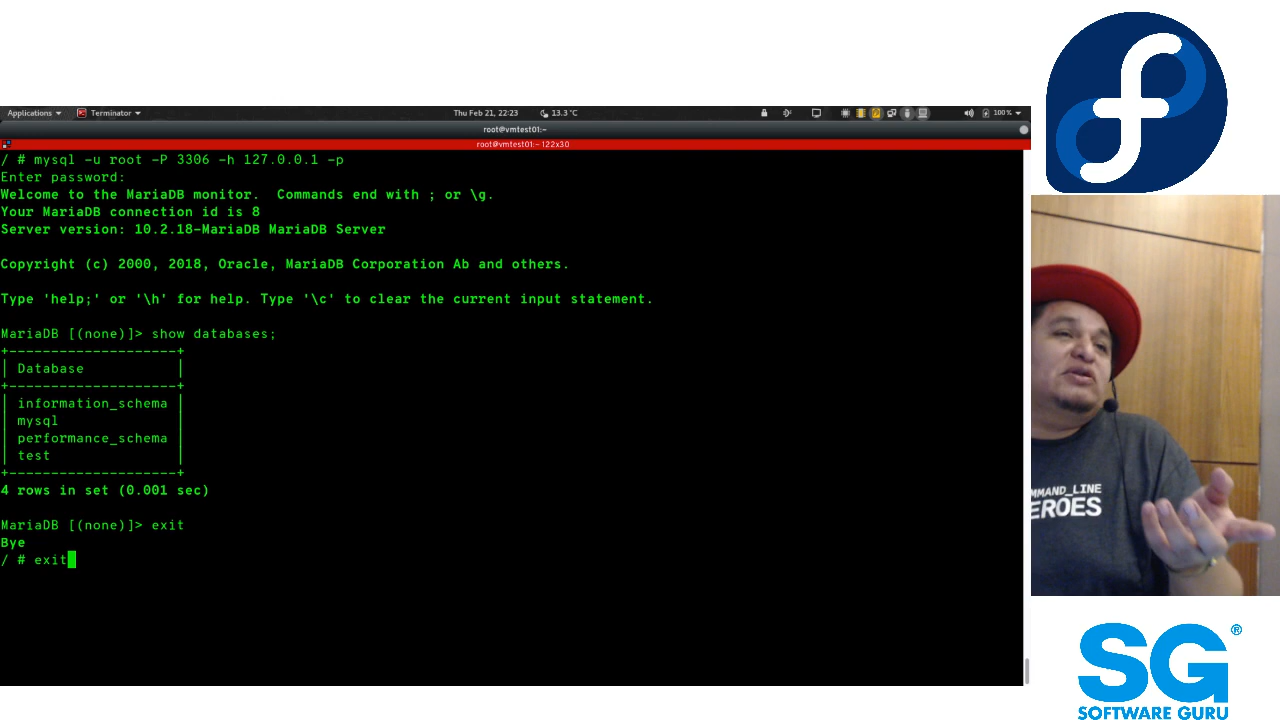 Applications
Terminator
Thu Feb 21, 22:23
13.3 °C
100 %
root@vmtest01:~
root@vmtest01:~ 122x30
/ # mysql -u root -P 3306 -h 127.0.0.1 -p
Enter password:
Welcome to the MariaDB monitor.  Commands end with ; or \g.
Your MariaDB connection id is 8
Server version: 10.2.18-MariaDB MariaDB Server
Copyright (c) 2000, 2018, Oracle, MariaDB Corporation Ab and others.
Type 'help;' or '\h' for help. Type '\c' to clear the current input statement.
MariaDB [(none)]> show databases;
+--------------------+
| Database           |
+--------------------+
| information_schema |
| mysql              |
| performance_schema |
| test               |
+--------------------+
4 rows in set (0.001 sec)
MariaDB [(none)]> exit
Bye
/ # exit
MMAND_LINE
EROES
SG®
SOFTWARE GURU